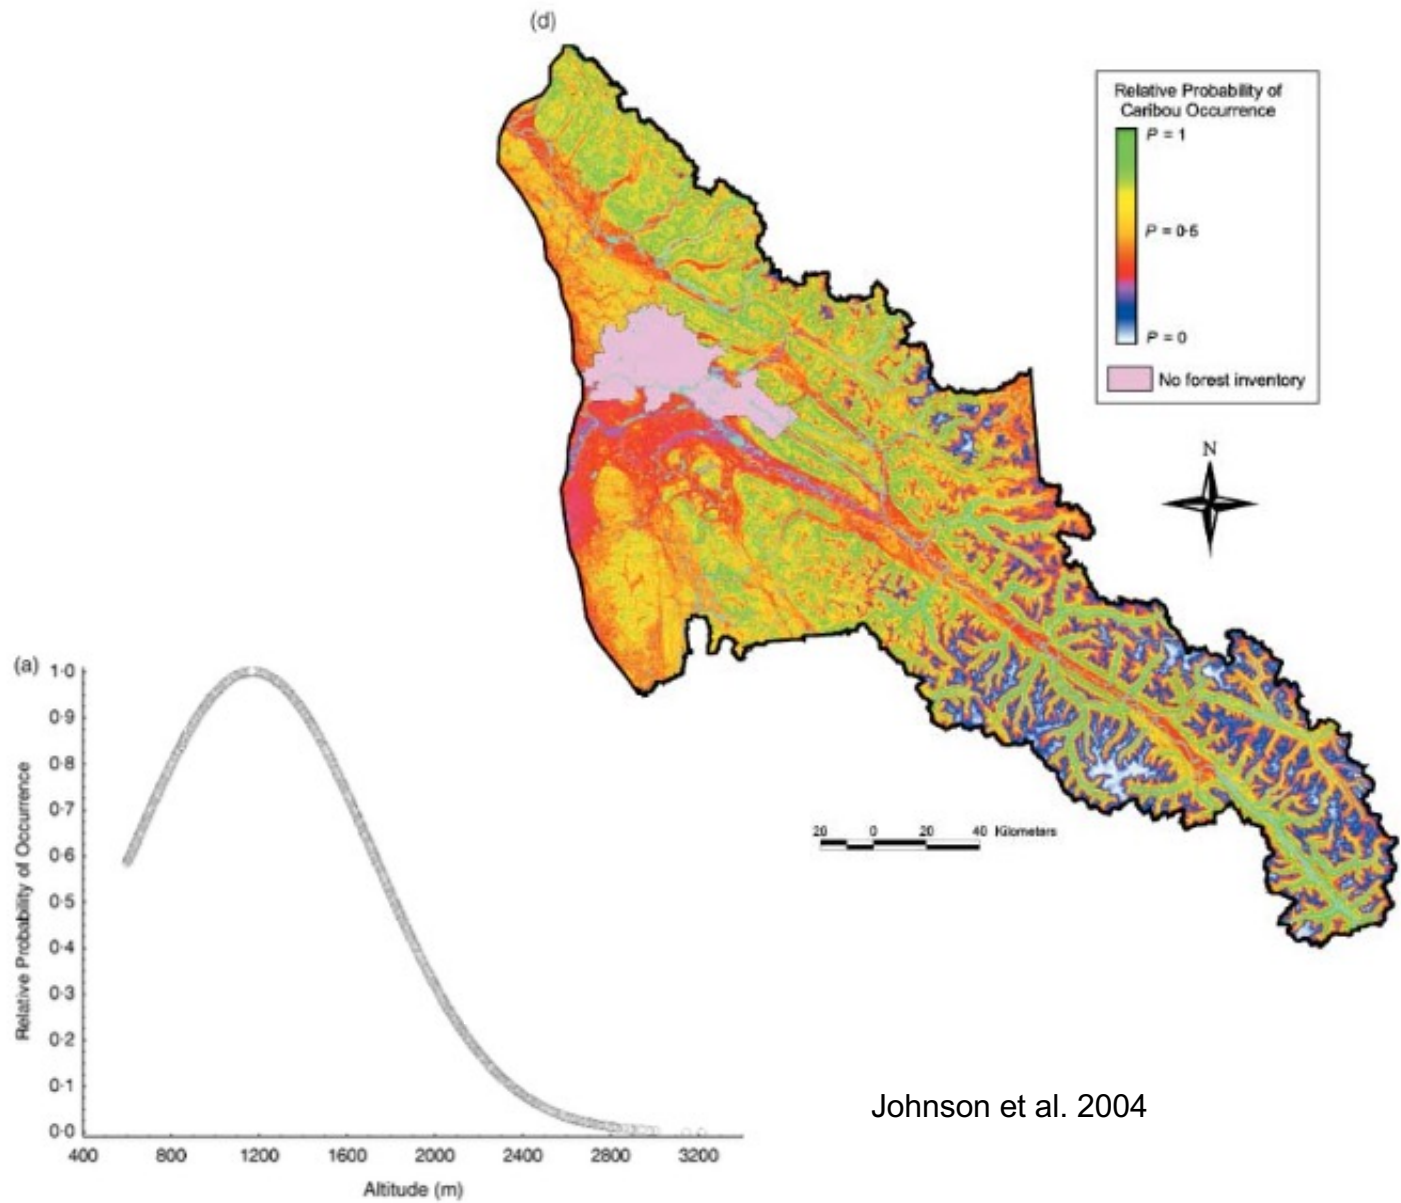 (d)
Relative Probability of
Caribou Occurrence
P = 1
P = 0·5
P = 0
No forest inventory
N
20 0 20 40 Kilometers
(a)
Relative Probability of Occurrence
1·0
0·9
0·8
0·7
0·6
0·5
0·4
0·3
0·2
0·1
0·0
400 800 1200 1600 2000 2400 2800 3200
Altitude (m)
Johnson et al. 2004